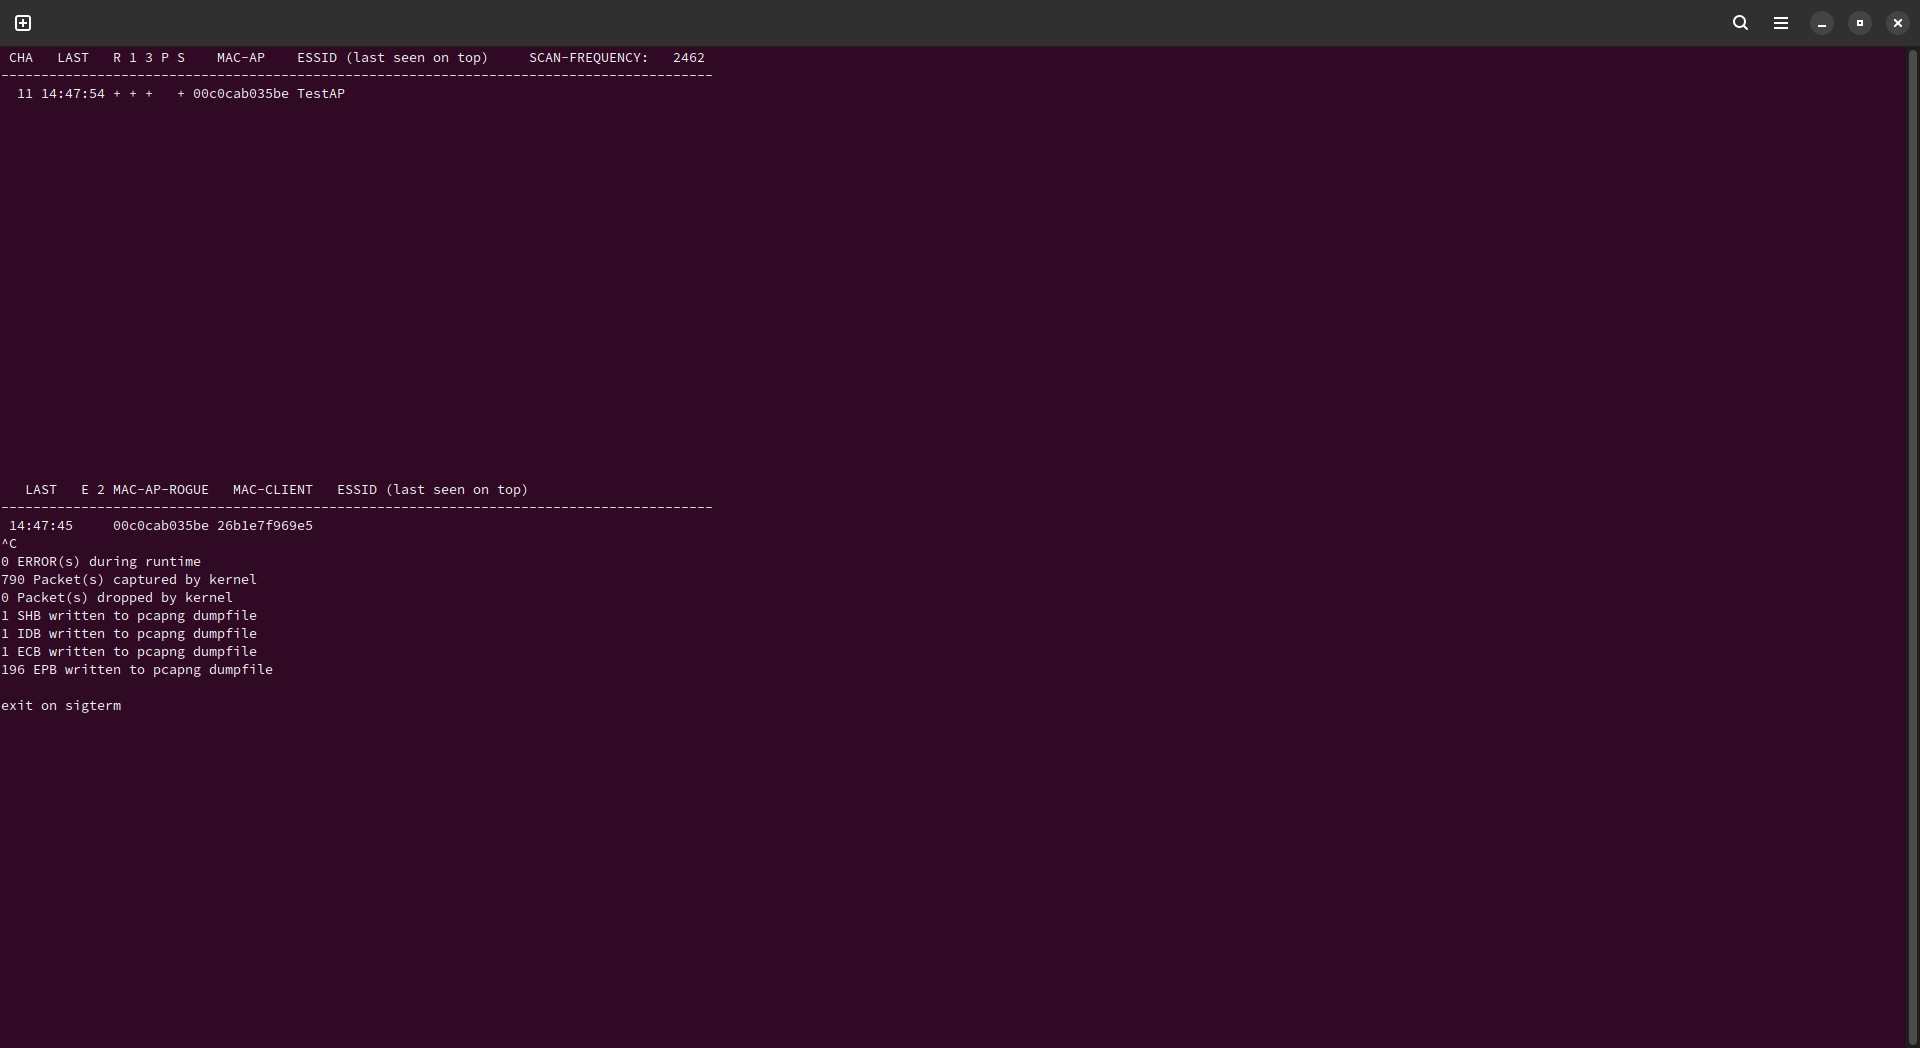 CHA   LAST   R 1 3 P S    MAC-AP    ESSID (last seen on top)     SCAN-FREQUENCY:   2462
-----------------------------------------------------------------------------------------
  11 14:47:54 + + +   + 00c0cab035be TestAP
   LAST   E 2 MAC-AP-ROGUE   MAC-CLIENT   ESSID (last seen on top)
-----------------------------------------------------------------------------------------
 14:47:45     00c0cab035be 26b1e7f969e5
^C
0 ERROR(s) during runtime
790 Packet(s) captured by kernel
0 Packet(s) dropped by kernel
1 SHB written to pcapng dumpfile
1 IDB written to pcapng dumpfile
1 ECB written to pcapng dumpfile
196 EPB written to pcapng dumpfile
exit on sigterm